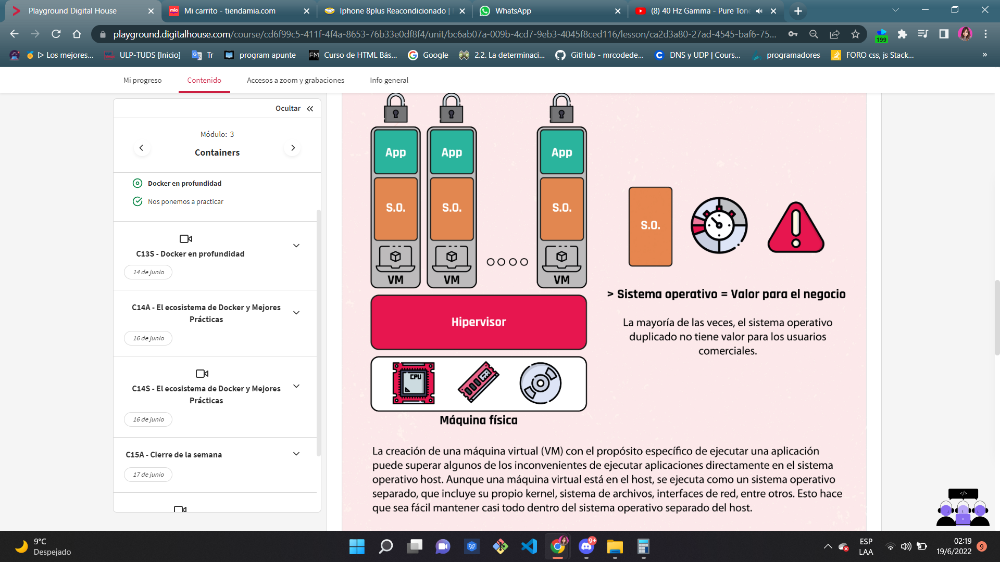 Playground Digital House
mia
Mi carrito - tiendamia.com
Iphone 8plus Reacondicionado |
WhatsApp
(8) 40 Hz Gamma - Pure Tone
playground.digitalhouse.com/course/cd6f99c5-411f-4f4a-8653-76b33e0df8f4/unit/bc6ab07a-009b-4cd7-9eb3-4045f8ced116/lesson/ca2d3a80-27ad-4545-baf6-75...
199
Los mejores...
ULP-TUDS [Inicio]
Tr
program apunte
FM
Curso de HTML Bás...
Google
2.2. La determinaci...
GitHub - mrcodede...
DNS y UDP | Cours...
programadores
FORO css, js Stack...
»
Mi progreso
Contenido
Accesos a zoom y grabaciones
Info general
Ocultar
Módulo: 3
Containers
Docker en profundidad
Nos ponemos a practicar
C13S - Docker en profundidad
14 de junio
C14A - El ecosistema de Docker y Mejores
Prácticas
16 de junio
C14S - El ecosistema de Docker y Mejores
Prácticas
16 de junio
C15A - Cierre de la semana
17 de junio
App
App
App
S.O.
S.O.
S.O.
VM
VM
VM
Hipervisor
CPU
Máquina física
S.O.
> Sistema operativo = Valor para el negocio
La mayoría de las veces, el sistema operativo
duplicado no tiene valor para los usuarios
comerciales.
La creación de una máquina virtual (VM) con el propósito específico de ejecutar una aplicación
puede superar algunos de los inconvenientes de ejecutar aplicaciones directamente en el sistema
operativo host. Aunque una máquina virtual está en el host, se ejecuta como un sistema operativo
separado, que incluye su propio kernel, sistema de archivos, interfaces de red, entre otros. Esto hace
que sea fácil mantener casi todo dentro del sistema operativo separado del host.
</>
9°C
Despejado
9+
ESP
LAA
02:19
19/6/2022
9